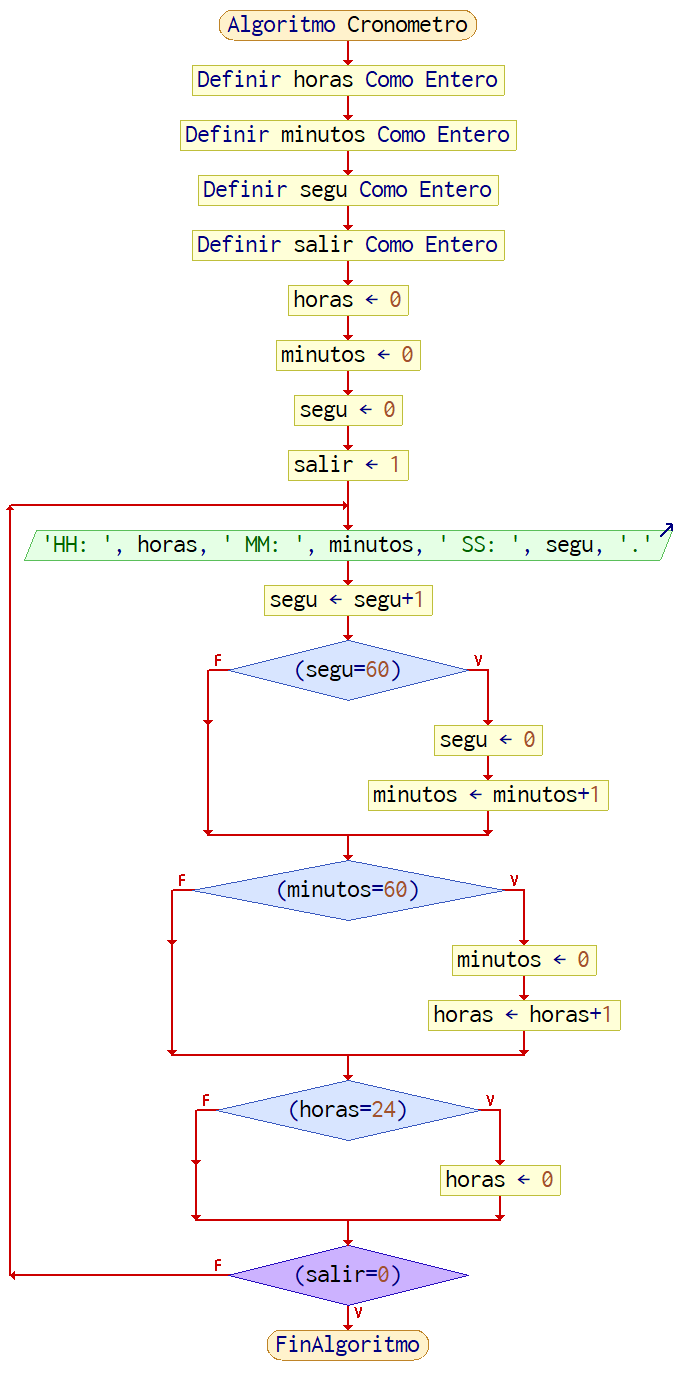 Algoritmo Cronometro
Definir horas Como Entero
Definir minutos Como Entero
Definir segu Como Entero
Definir salir Como Entero
horas ← 0
minutos ← 0
segu ← 0
salir ← 1
'HH: ', horas, ' MM: ', minutos, ' SS: ', segu, '.'
segu ← segu+1
F
(segu=60)
V
segu ← 0
minutos ← minutos+1
F
(minutos=60)
V
minutos ← 0
horas ← horas+1
F
(horas=24)
V
horas ← 0
F
(salir=0)
V
FinAlgoritmo